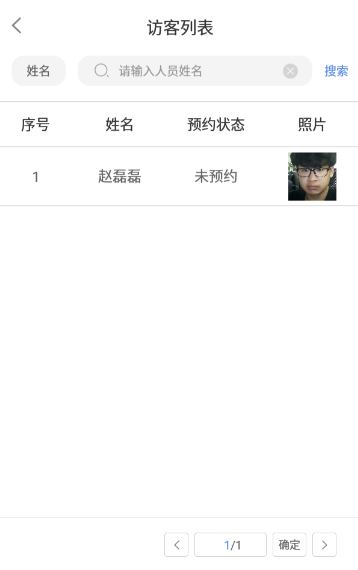 访客列表
姓名 请输入人员姓名 搜索
序号 姓名 预约状态 照片
1 赵磊磊 未预约
1/1 确定